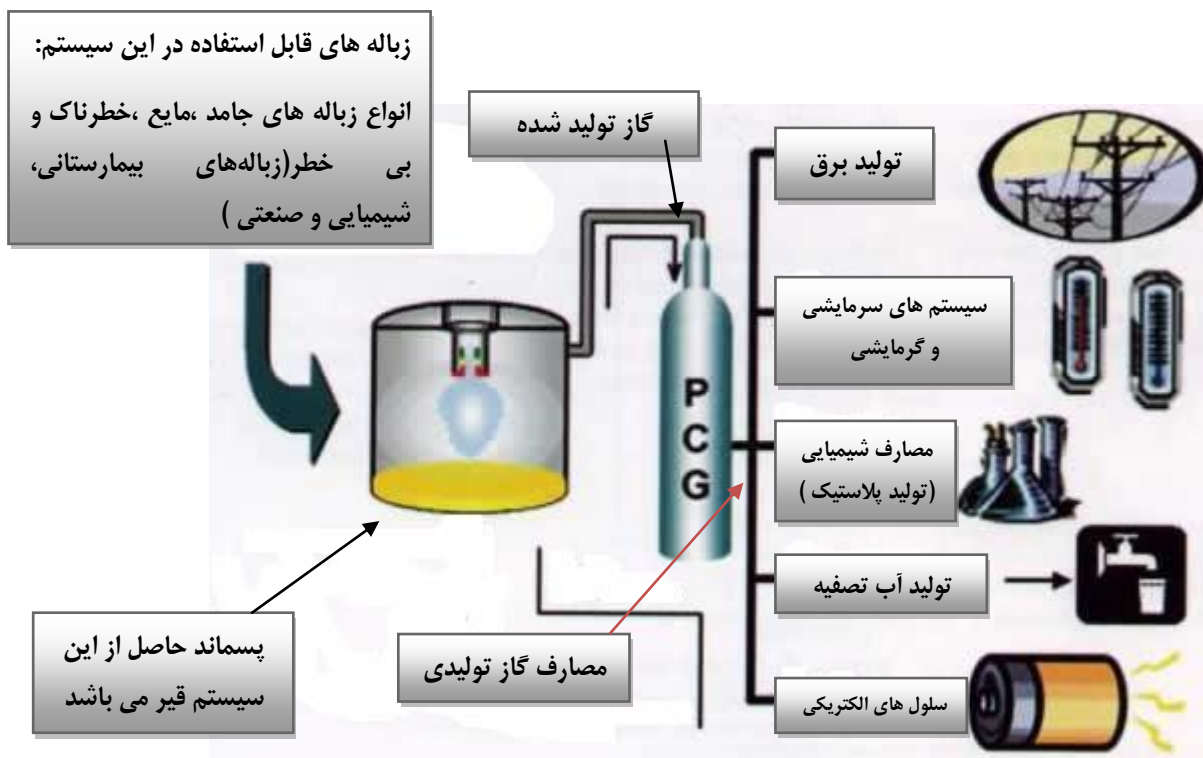 زباله های قابل استفاده در این سیستم:
انواع زباله های جامد ،مایع ،خطرناک و
بی خطر(زباله‌های بیمارستانی،
شیمیایی و صنعتی )
گاز تولید شده
تولید برق
سیستم های سرمایشی
و گرمایشی
P
C
G
مصارف شیمیایی
(تولید پلاستیک )
تولید آب تصفیه
پسماند حاصل از این
سیستم قیر می باشد
مصارف گاز تولیدی
سلول های الکتریکی